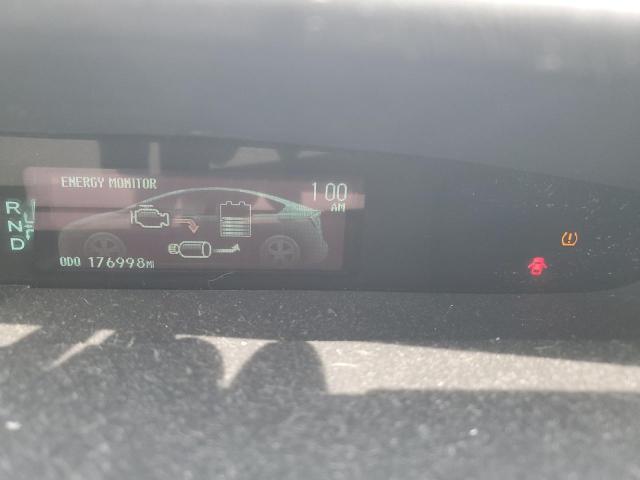 ENERGY MONITOR
1:00
AM
R
N
D
ODO 176998MI